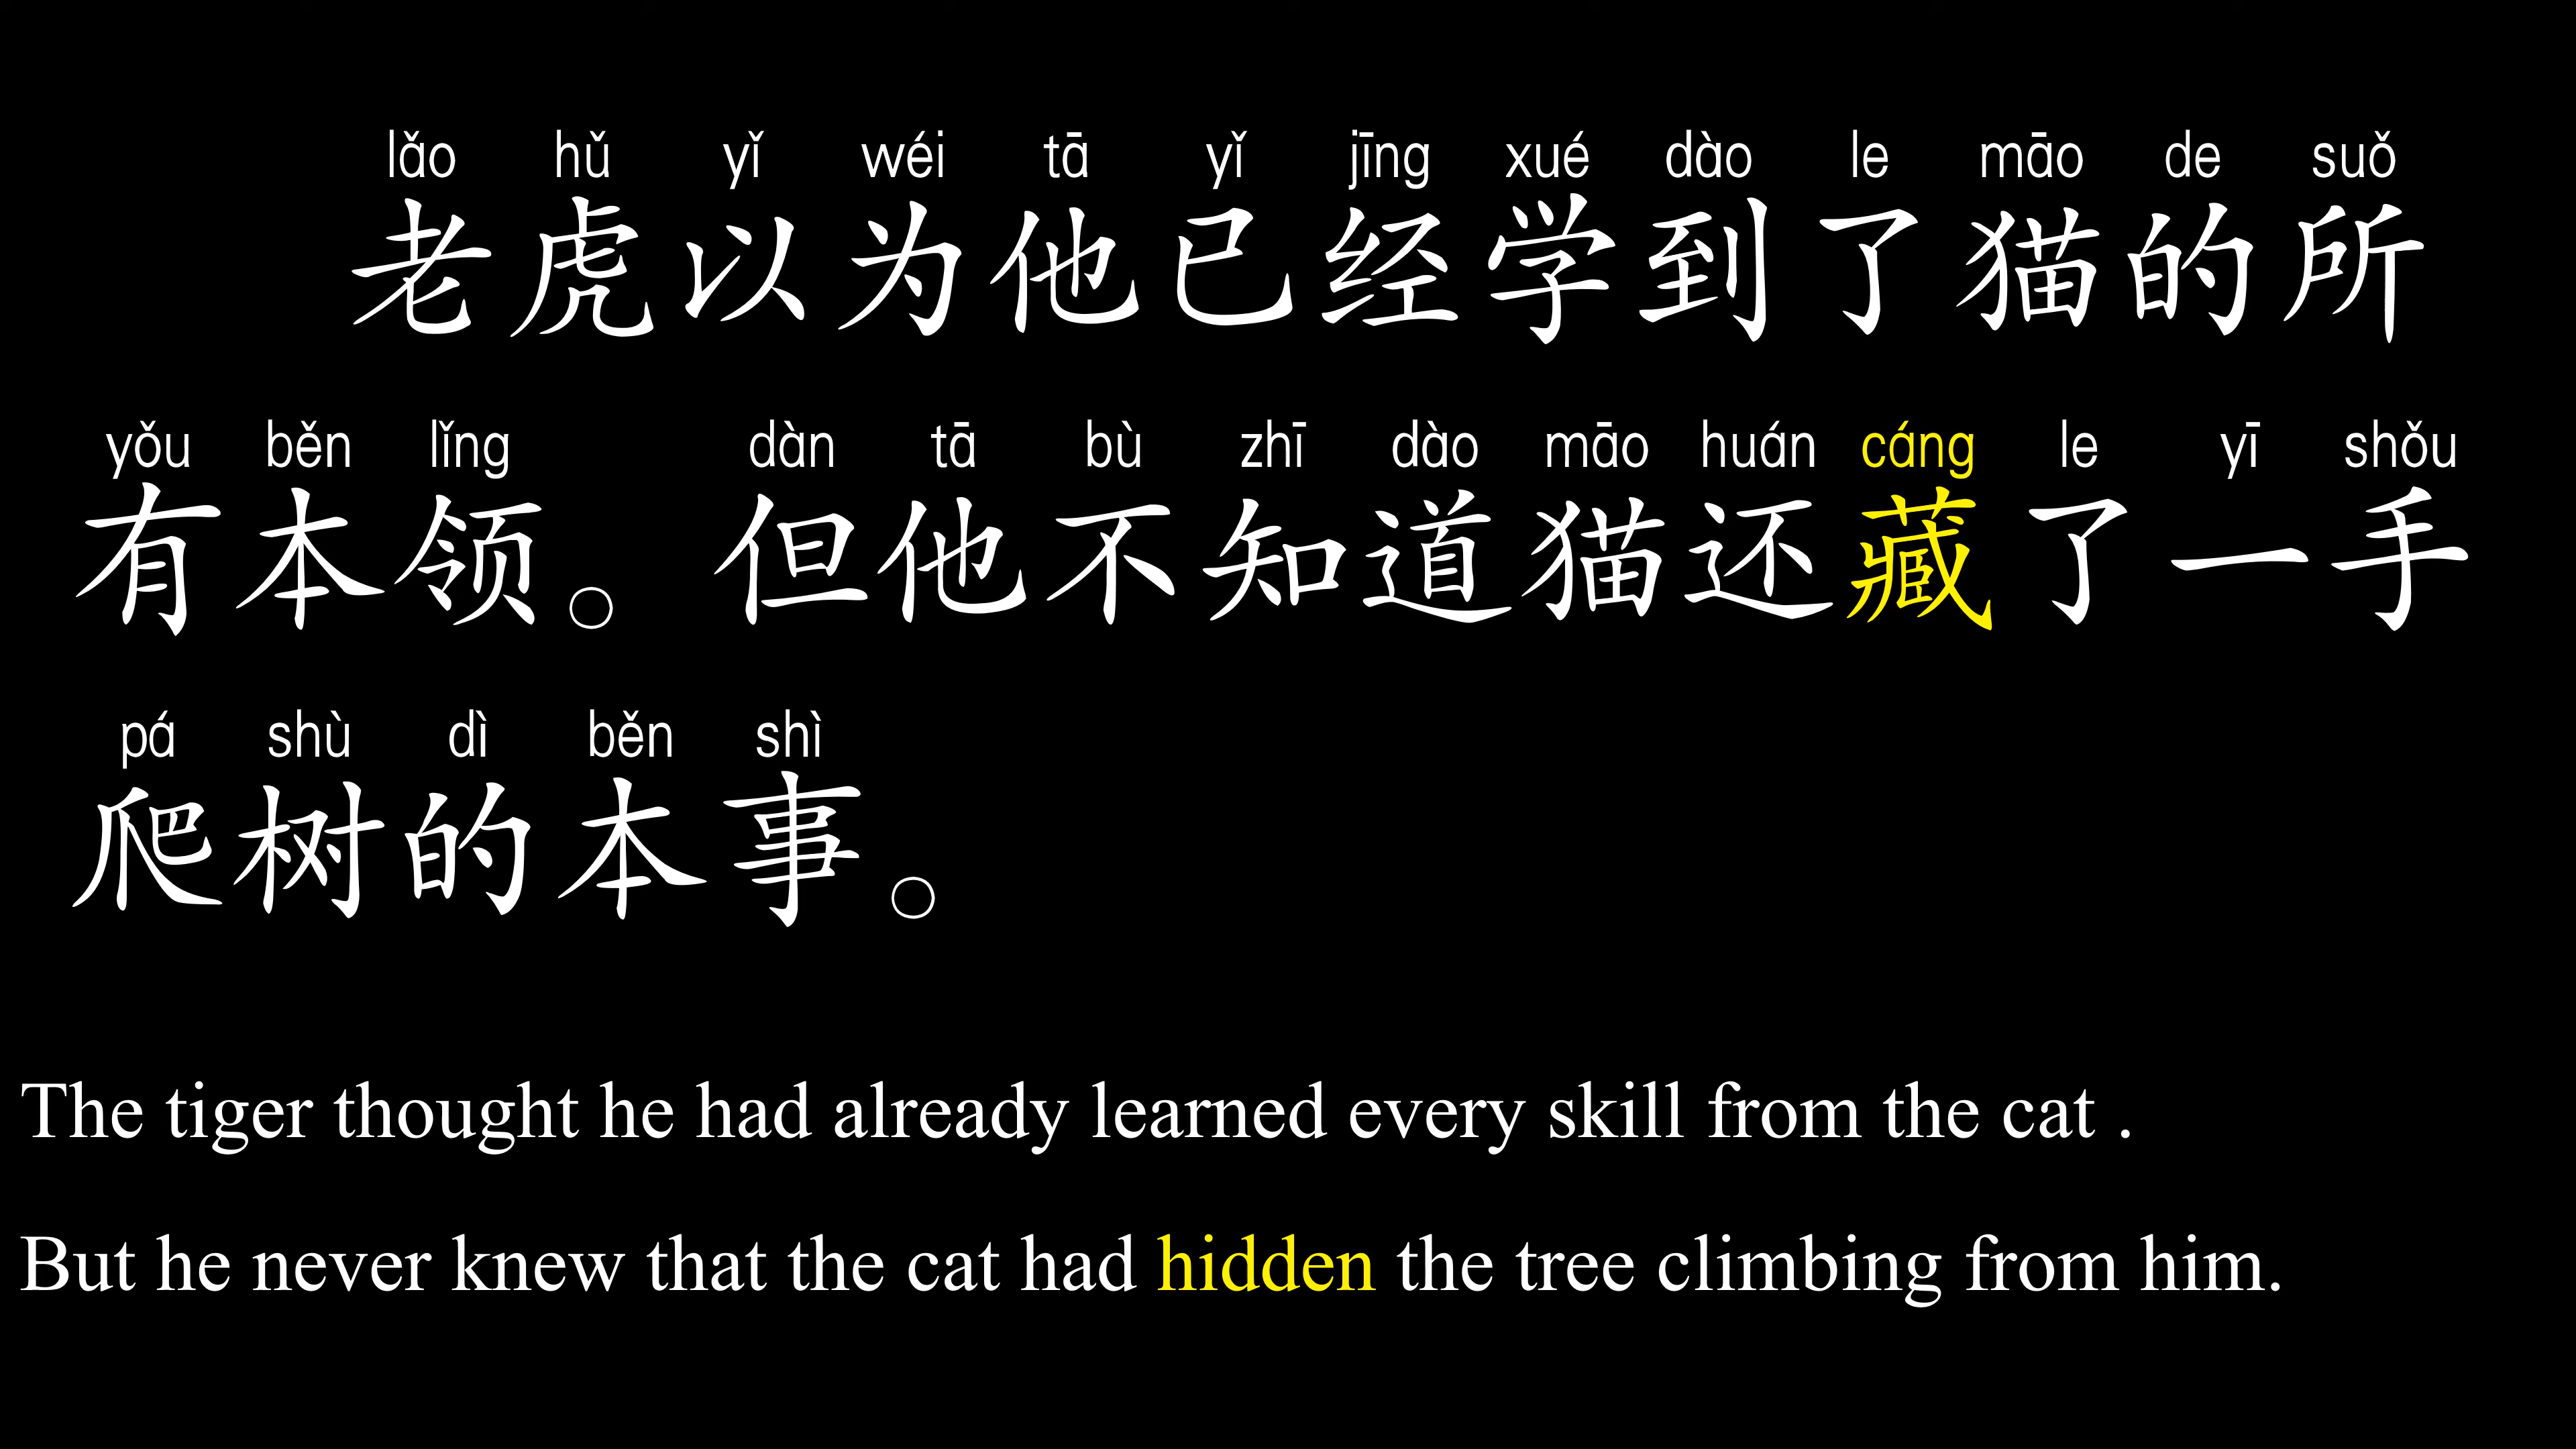 lǎo hǔ yǐ wéi tā yǐ jīng xué dào le māo de suǒ
老虎以为他已经学到了猫的所
yǒu běn lǐng dàn tā bù zhī dào māo huán cáng le yī shǒu
有本领。但他不知道猫还藏了一手
pá shù dì běn shì
爬树的本事。
The tiger thought he had already learned every skill from the cat .
But he never knew that the cat had hidden the tree climbing from him.